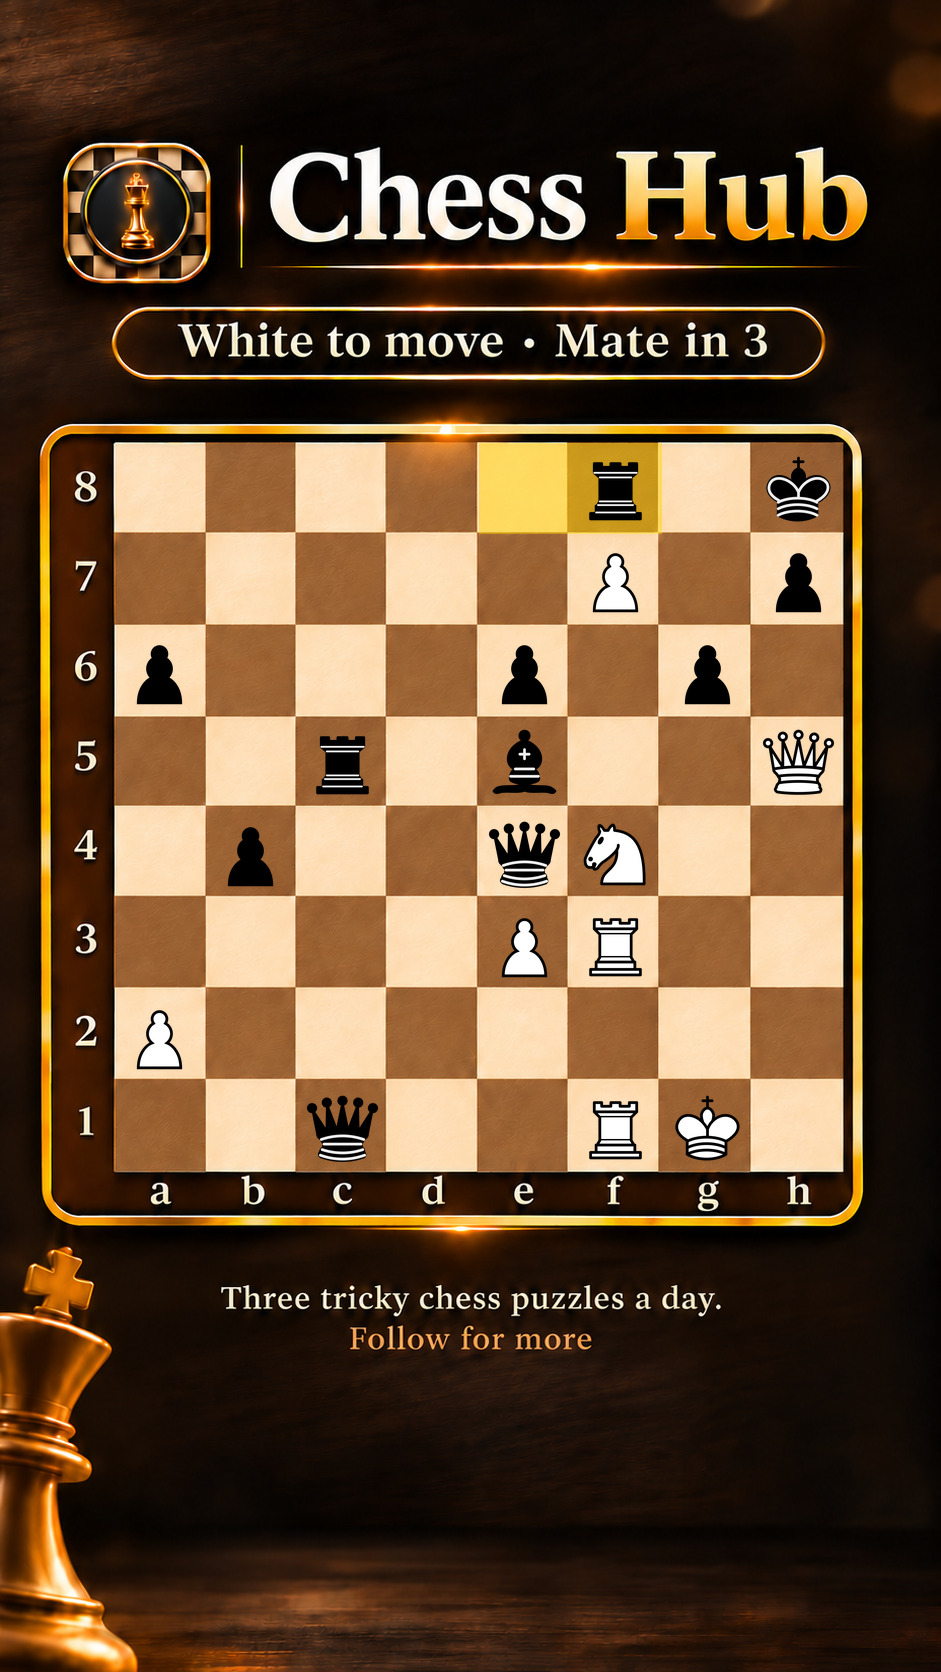 Chess Hub
White to move • Mate in 3
8
7
6
5
4
3
2
1
a b c d e f g h
Three tricky chess puzzles a day.
Follow for more